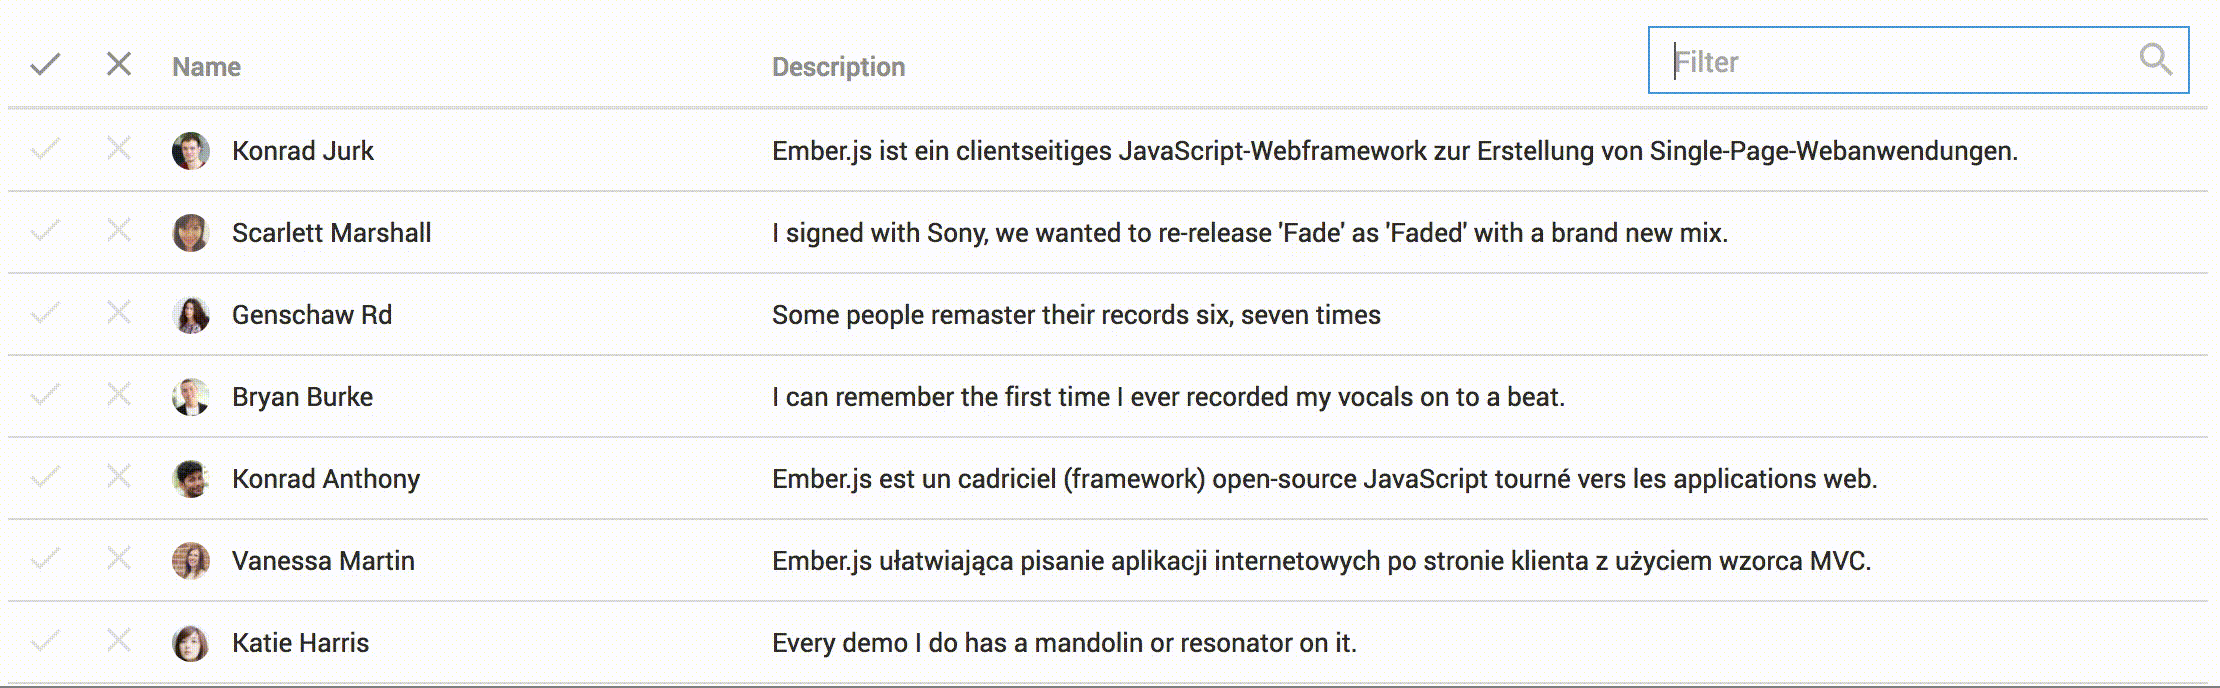 Name Description Filter
Konrad Jurk Ember.js ist ein clientseitiges JavaScript-Webframework zur Erstellung von Single-Page-Webanwendungen.
Scarlett Marshall I signed with Sony, we wanted to re-release 'Fade' as 'Faded' with a brand new mix.
Genschaw Rd Some people remaster their records six, seven times
Bryan Burke I can remember the first time I ever recorded my vocals on to a beat.
Konrad Anthony Ember.js est un cadriciel (framework) open-source JavaScript tourné vers les applications web.
Vanessa Martin Ember.js ułatwiająca pisanie aplikacji internetowych po stronie klienta z użyciem wzorca MVC.
Katie Harris Every demo I do has a mandolin or resonator on it.